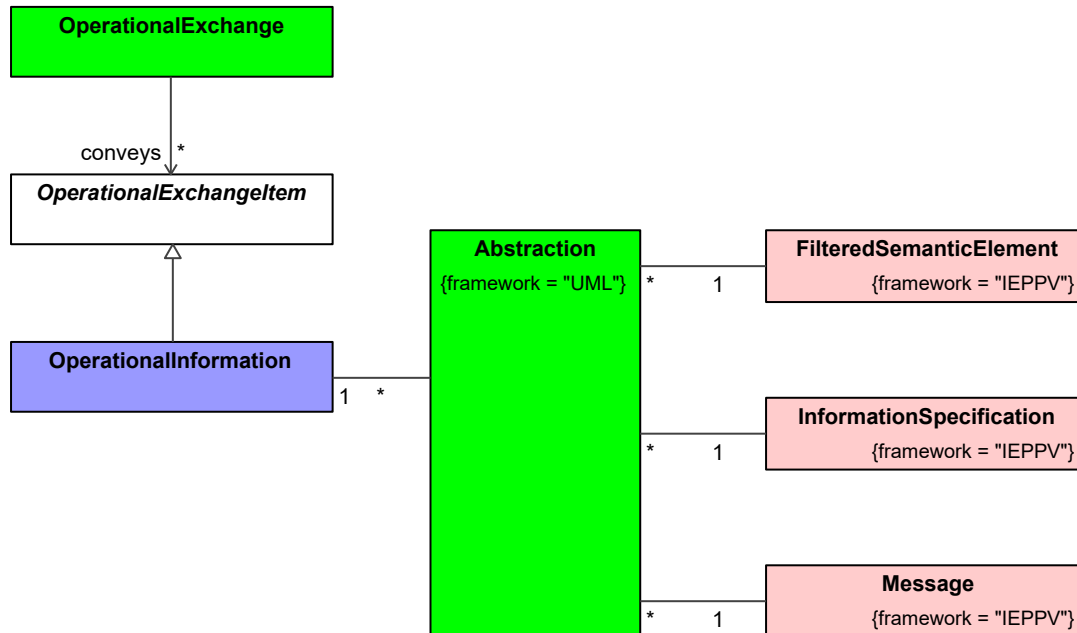 OperationalExchange
conveys *
OperationalExchangeItem
OperationalInformation
1 *
Abstraction
{framework = "UML"}
* 1
FilteredSemanticElement
{framework = "IEPPV"}
* 1
InformationSpecification
{framework = "IEPPV"}
* 1
Message
{framework = "IEPPV"}